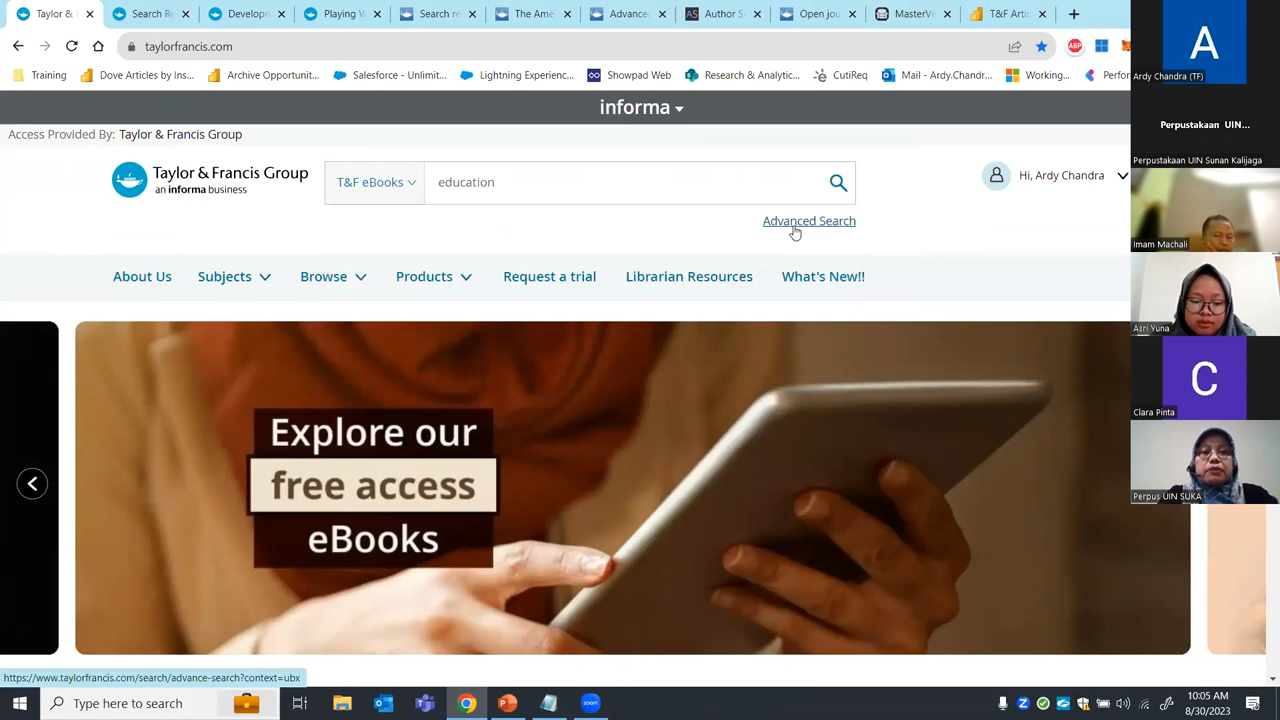 Taylor &
Search Re
Develope
Playing W
Search re
The Ame
Advanced
Author S
Open jou
MasterV
T&F Artic
taylorfrancis.com
Training
Dove Articles by Ins...
Archive Opportunit...
Salesforce - Unlimit...
Lightning Experienc...
Showpad Web
Research & Analytic...
CutiReq
Mail - Ardy.Chandr...
Working...
Perfor
informa
Access Provided By: Taylor & Francis Group
Taylor & Francis Group
an informa business
T&F eBooks
education
Hi, Ardy Chandra
Advanced Search
About Us
Subjects
Browse
Products
Request a trial
Librarian Resources
What's New!!
Explore our
free access
eBooks
https://www.taylorfrancis.com/search/advance-search?context=ubx
Type here to search
10:05 AM
8/30/2023
A
Ardy Chandra (TF)
Perpustakaan UIN...
Perpustakaan UIN Sunan Kalijaga
Imam Machali
Asri Yuna
C
Clara Pinta
Perpus UIN SUKA